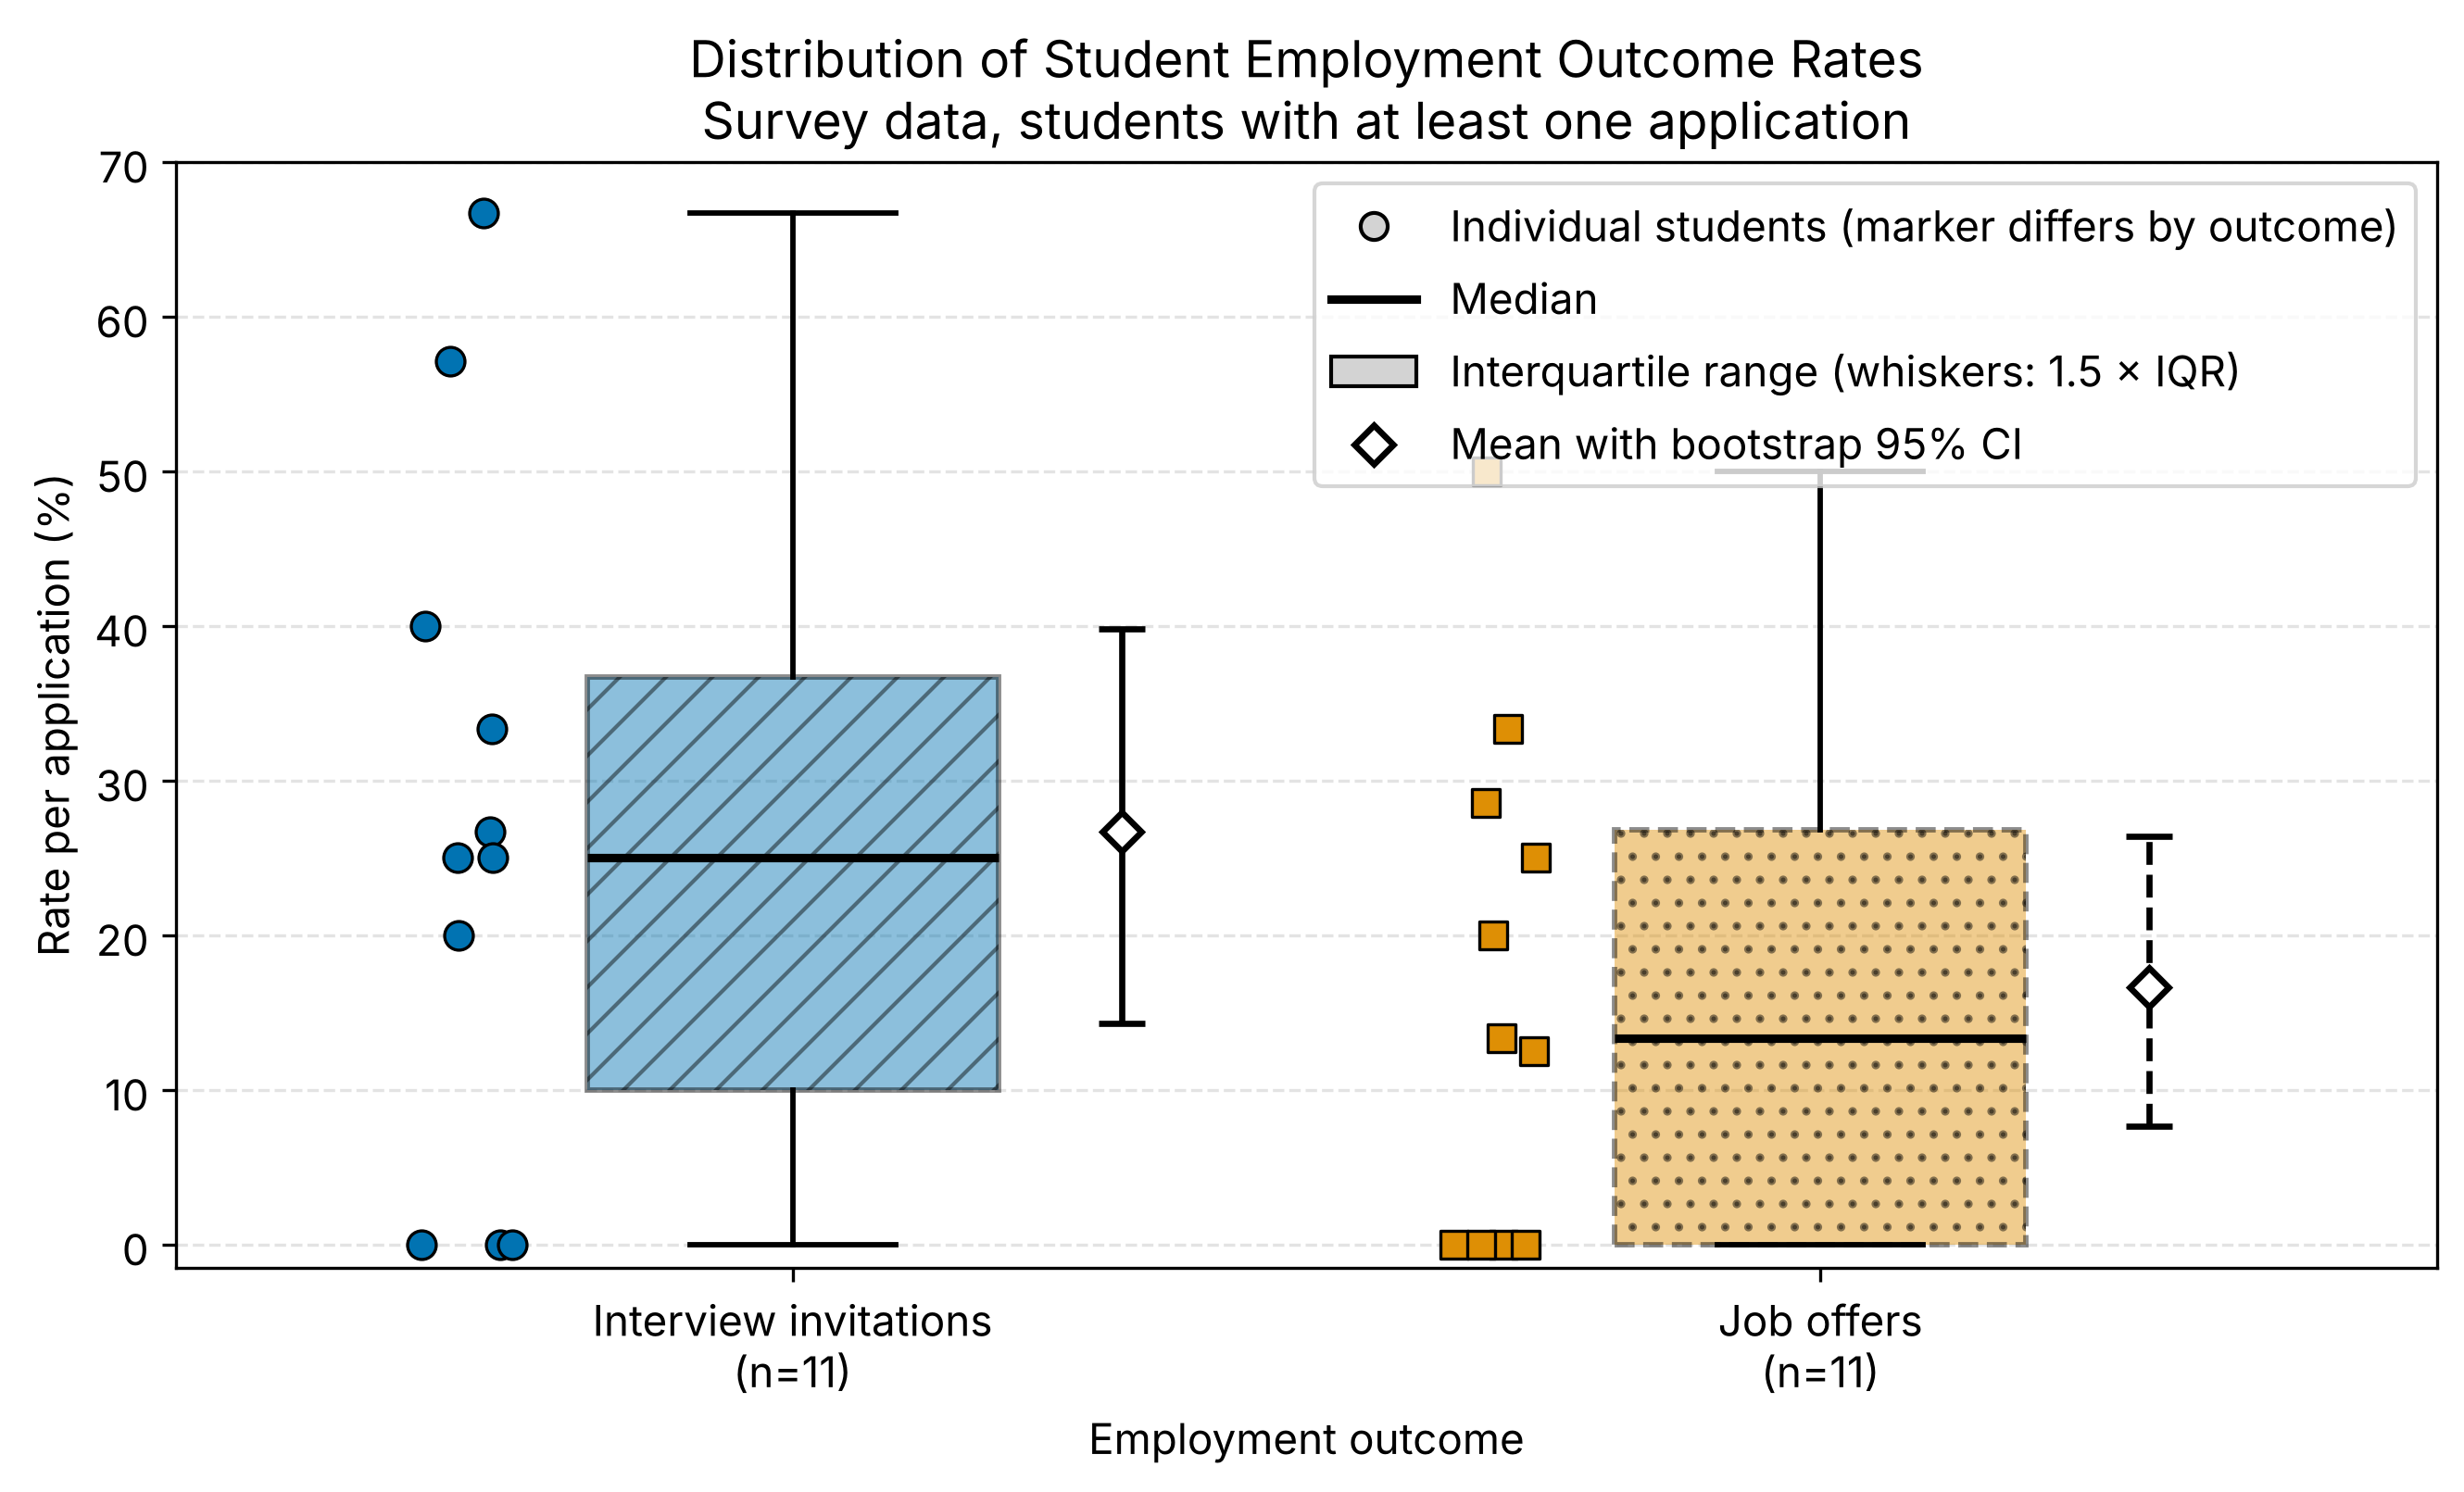 Distribution of Student Employment Outcome Rates
Survey data, students with at least one application
70
60
50
40
30
20
10
0
Rate per application (%)
Individual students (marker differs by outcome)
Median
Interquartile range (whiskers: 1.5 × IQR)
Mean with bootstrap 95% CI
Interview invitations
(n=11)
Job offers
(n=11)
Employment outcome